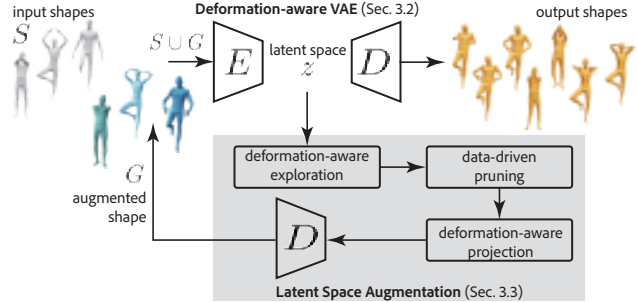 Deformation-aware VAE (Sec. 3.2)
input shapes
output shapes
S
S ∪ G
E
latent space
z
D
deformation-aware
exploration
data-driven
pruning
G
augmented
shape
D
deformation-aware
projection
Latent Space Augmentation (Sec. 3.3)